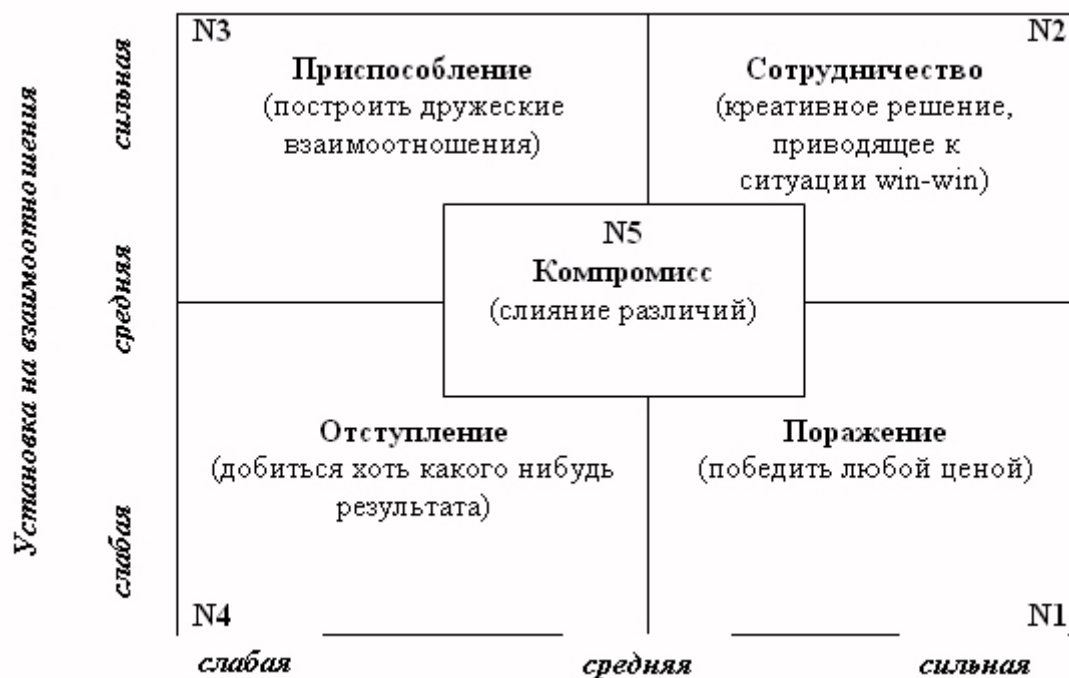 Установка на взаимоотношения
сильная
средняя
слабая
N3
Приспособление
(построить дружеские
взаимоотношения)
N2
Сотрудничество
(креативное решение,
приводящее к
ситуации win-win)
N5
Компромисс
(слияние различий)
Отступление
(добиться хоть какого нибудь
результата)
N4
Поражение
(победить любой ценой)
N1
слабая
средняя
сильная